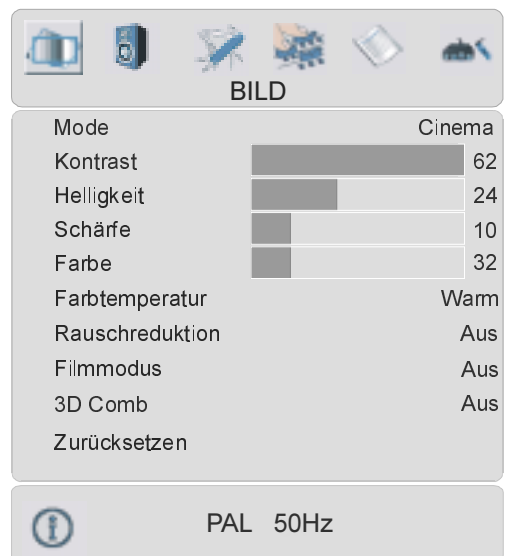 BILD
Mode Cinema
Kontrast 62
Helligkeit 24
Schärfe 10
Farbe 32
Farbtemperatur Warm
Rauschreduktion Aus
Filmmodus Aus
3D Comb Aus
Zurücksetzen
PAL 50Hz